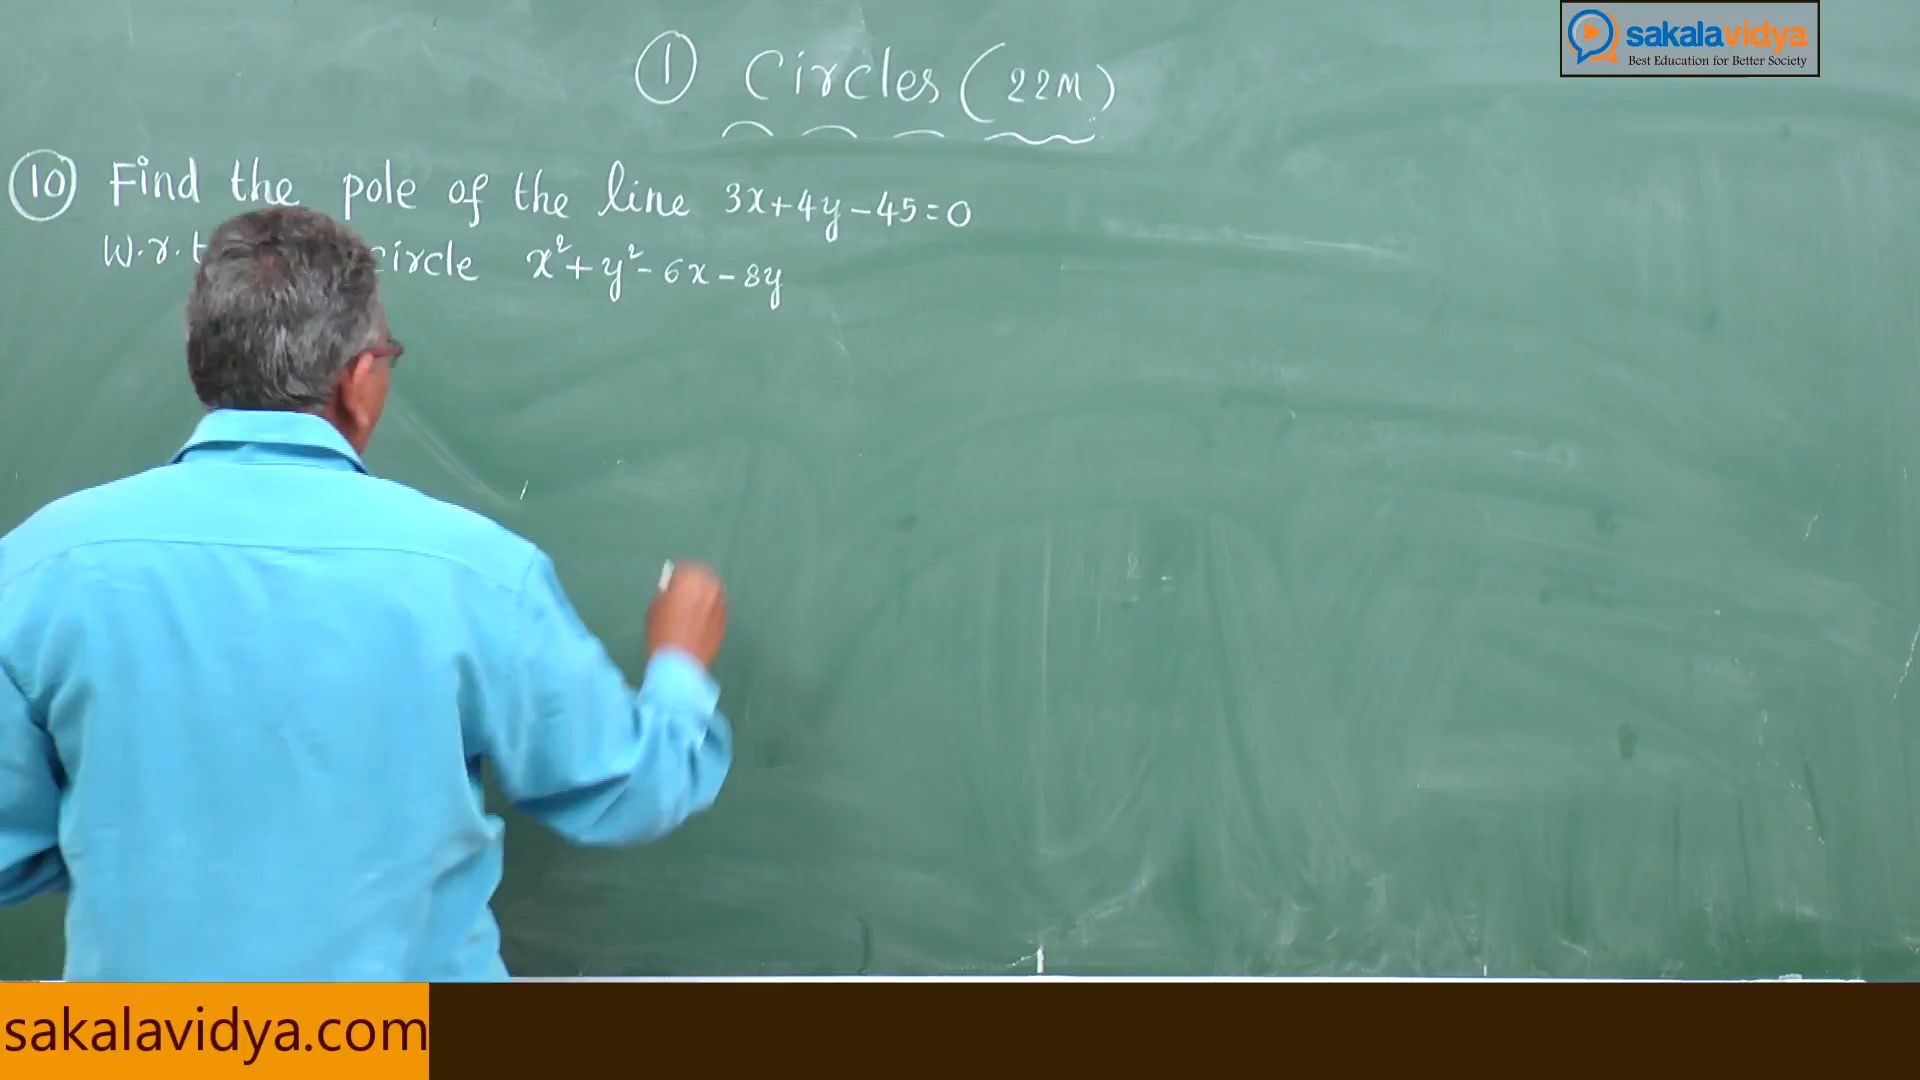 sakalavidya
Best Education for Better Society
① Circles (22M)
⑩ Find the pole of the line 3x+4y-45=0
w.r.t circle x²+y²-6x-8y
sakalavidya.com